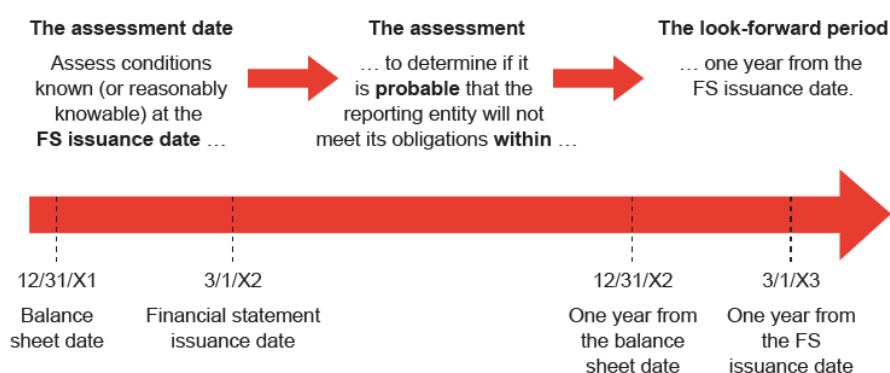 The assessment date
Assess conditions
known (or reasonably
knowable) at the
FS issuance date …
The assessment
… to determine if it
is probable that the
reporting entity will not
meet its obligations within …
The look-forward period
… one year from the
FS issuance date.
12/31/X1
Balance
sheet date
3/1/X2
Financial statement
issuance date
12/31/X2
One year from
the balance
sheet date
3/1/X3
One year from
the FS
issuance date